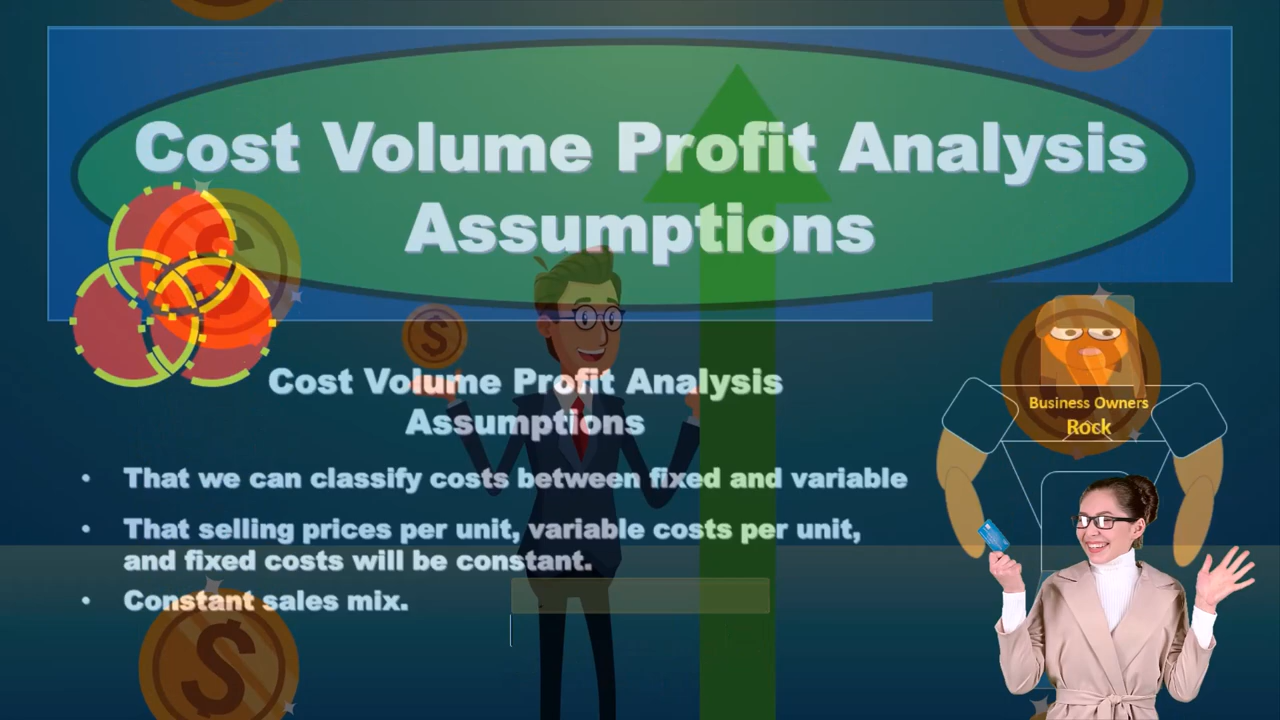 Cost Volume Profit Analysis
Assumptions
Cost Volume Profit Analysis
Assumptions
• That we can classify costs between fixed and variable
• That selling prices per unit, variable costs per unit,
and fixed costs will be constant.
• Constant sales mix.
Business Owners
Rock